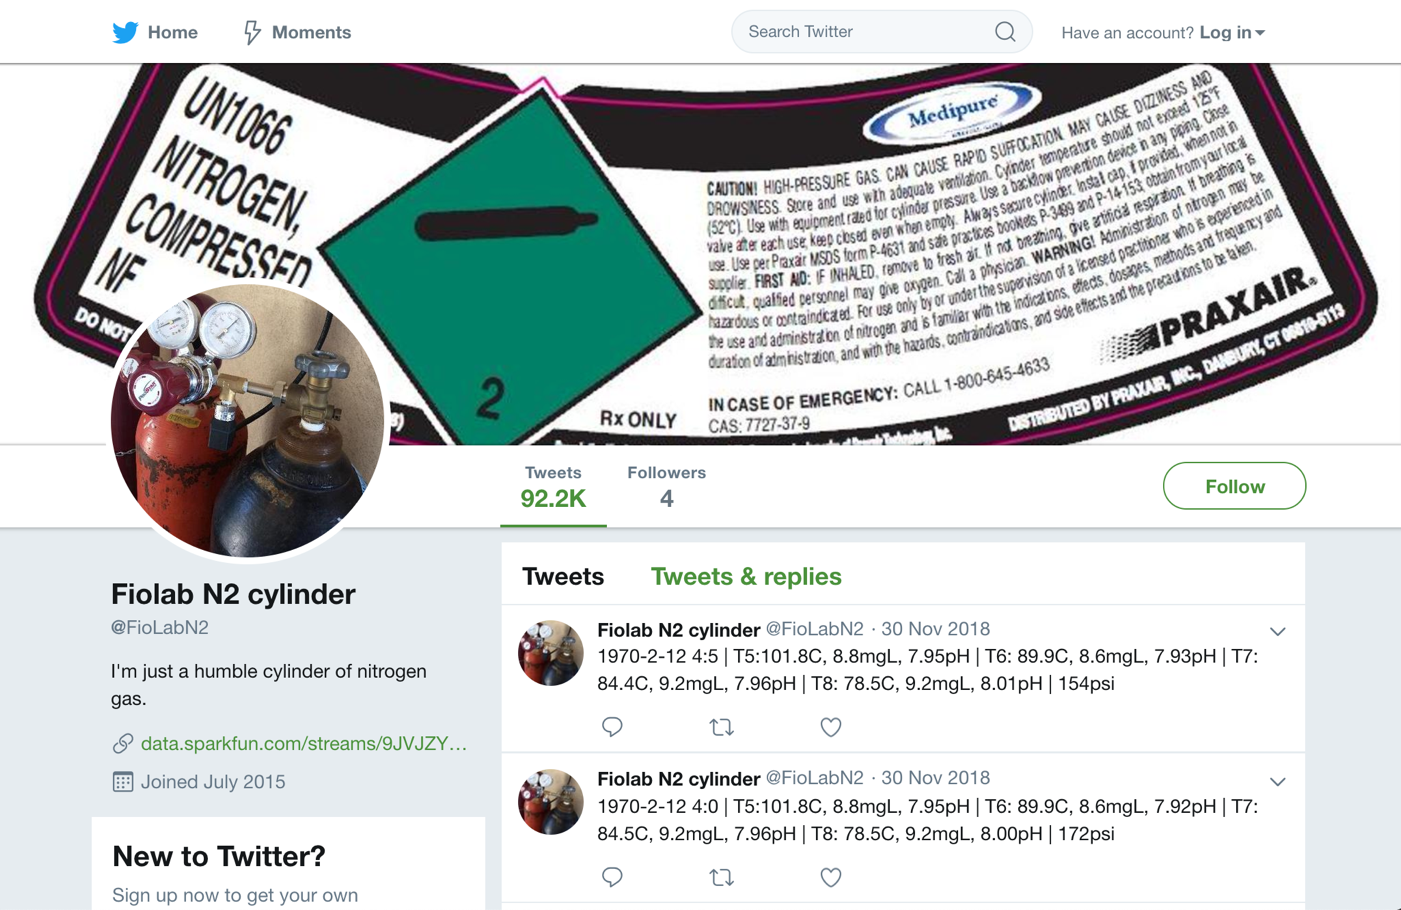 Home
Moments
Search Twitter
Have an account? Log in
UN1066
NITROGEN,
COMPRESSED
NF
DO NOT
2
Rx ONLY
Medipure
CAUTION! HIGH-PRESSURE GAS. CAN CAUSE RAPID SUFFOCATION. MAY CAUSE DIZZINESS AND
DROWSINESS. Store and use with adequate ventilation. Cylinder temperature should not exceed 125°F
(52°C). Use with equipment rated for cylinder pressure. Use a backflow prevention device in any piping. Close
valve after each use; keep closed even when empty. Always secure cylinder. Install cap, if provided, when not in
use. Use per Praxair MSDS form P-4631 and safe practices booklets P-3499 and P-14-153; obtain from your local
supplier. FIRST AID: IF INHALED, remove to fresh air. If not breathing, give artificial respiration. If breathing is
difficult, qualified personnel may give oxygen. Call a physician. WARNING! Administration of nitrogen may be
hazardous or contraindicated. For use only by or under the supervision of a licensed practitioner who is experienced in
the use and administration of nitrogen and is familiar with the indications, effects, dosages, methods and frequency and
duration of administration, and with the hazards, contraindications, and side effects and the precautions to be taken.
IN CASE OF EMERGENCY: CALL 1-800-645-4633
CAS: 7727-37-9
PRAXAIR®
DISTRIBUTED BY PRAXAIR, INC., DANBURY, CT 06810-5113
Tweets
92.2K
Followers
4
Follow
Fiolab N2 cylinder
@FioLabN2
I'm just a humble cylinder of nitrogen
gas.
data.sparkfun.com/streams/9JVJZY…
Joined July 2015
New to Twitter?
Sign up now to get your own
Tweets
Tweets & replies
Fiolab N2 cylinder @FioLabN2 · 30 Nov 2018
1970-2-12 4:5 | T5:101.8C, 8.8mgL, 7.95pH | T6: 89.9C, 8.6mgL, 7.93pH | T7:
84.4C, 9.2mgL, 7.96pH | T8: 78.5C, 9.2mgL, 8.01pH | 154psi
Fiolab N2 cylinder @FioLabN2 · 30 Nov 2018
1970-2-12 4:0 | T5:101.8C, 8.8mgL, 7.95pH | T6: 89.9C, 8.6mgL, 7.92pH | T7:
84.5C, 9.2mgL, 7.96pH | T8: 78.5C, 9.2mgL, 8.00pH | 172psi